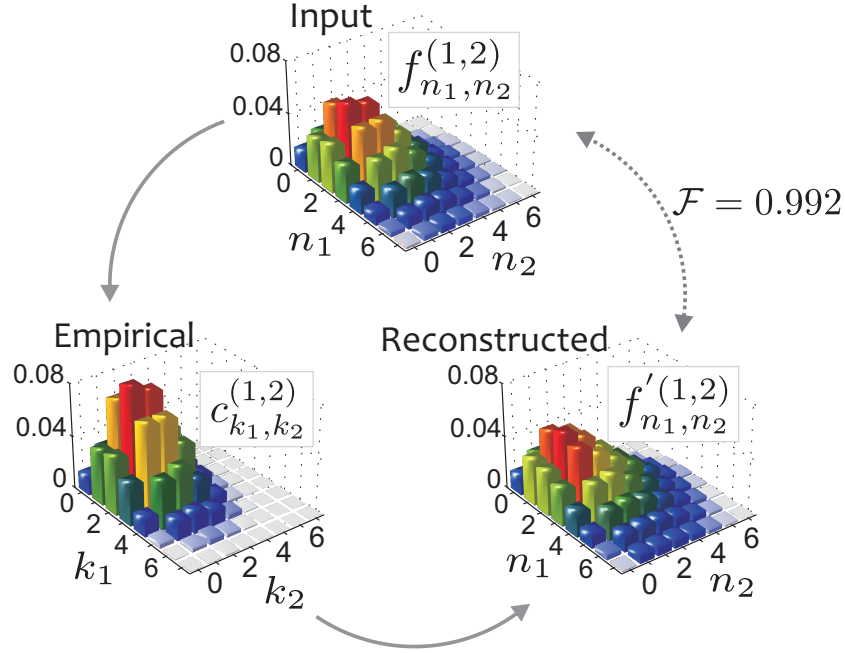 Input
0.08
0.04
0
f^{(1,2)}_{n_1,n_2}
0 2 4 6
n_1
0 2 4 6
n_2
\mathcal{F} = 0.992
Empirical
0.08
0.04
0
c^{(1,2)}_{k_1,k_2}
0 2 4 6
k_1
0 2 4 6
k_2
Reconstructed
0.08
0.04
0
f^{'(1,2)}_{n_1,n_2}
0 2 4 6
n_1
0 2 4 6
n_2